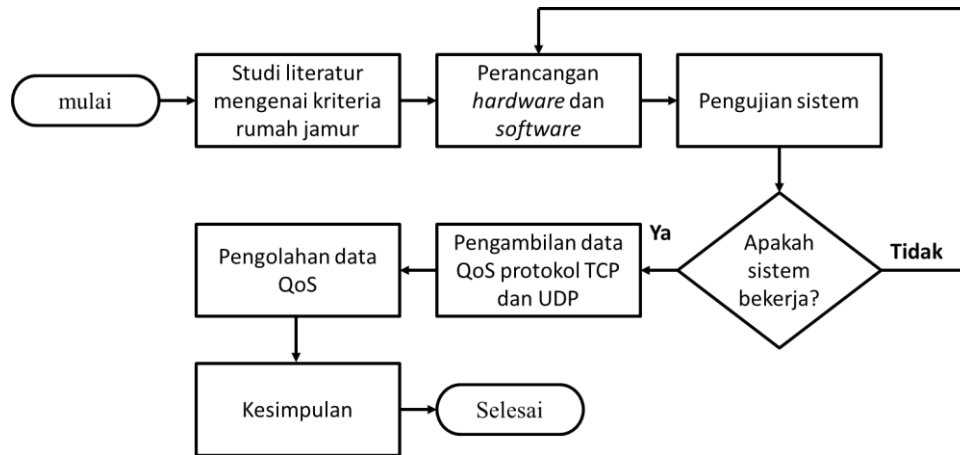 mulai
Studi literatur
mengenai kriteria
rumah jamur
Perancangan
hardware dan
software
Pengujian sistem
Apakah
sistem
bekerja?
Tidak
Ya
Pengambilan data
QoS protokol TCP
dan UDP
Pengolahan data
QoS
Kesimpulan
Selesai